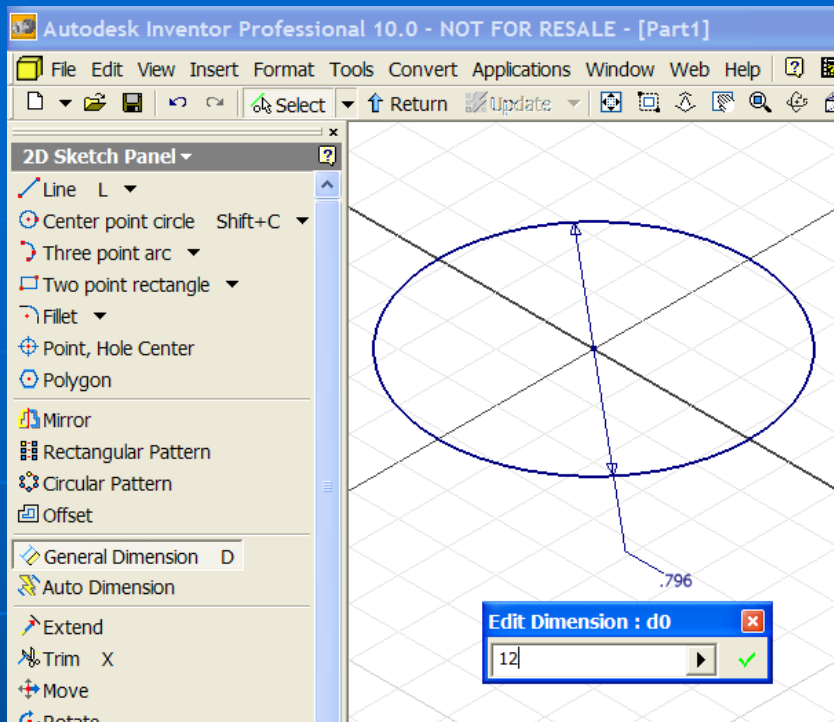 Autodesk Inventor Professional 10.0 - NOT FOR RESALE - [Part1]
File Edit View Insert Format Tools Convert Applications Window Web Help
Select Return Update
2D Sketch Panel
Line L
Center point circle Shift+C
Three point arc
Two point rectangle
Fillet
Point, Hole Center
Polygon
Mirror
Rectangular Pattern
Circular Pattern
Offset
General Dimension D
Auto Dimension
.796
Extend
Edit Dimension : d0
12
Trim X
Move
Rotate